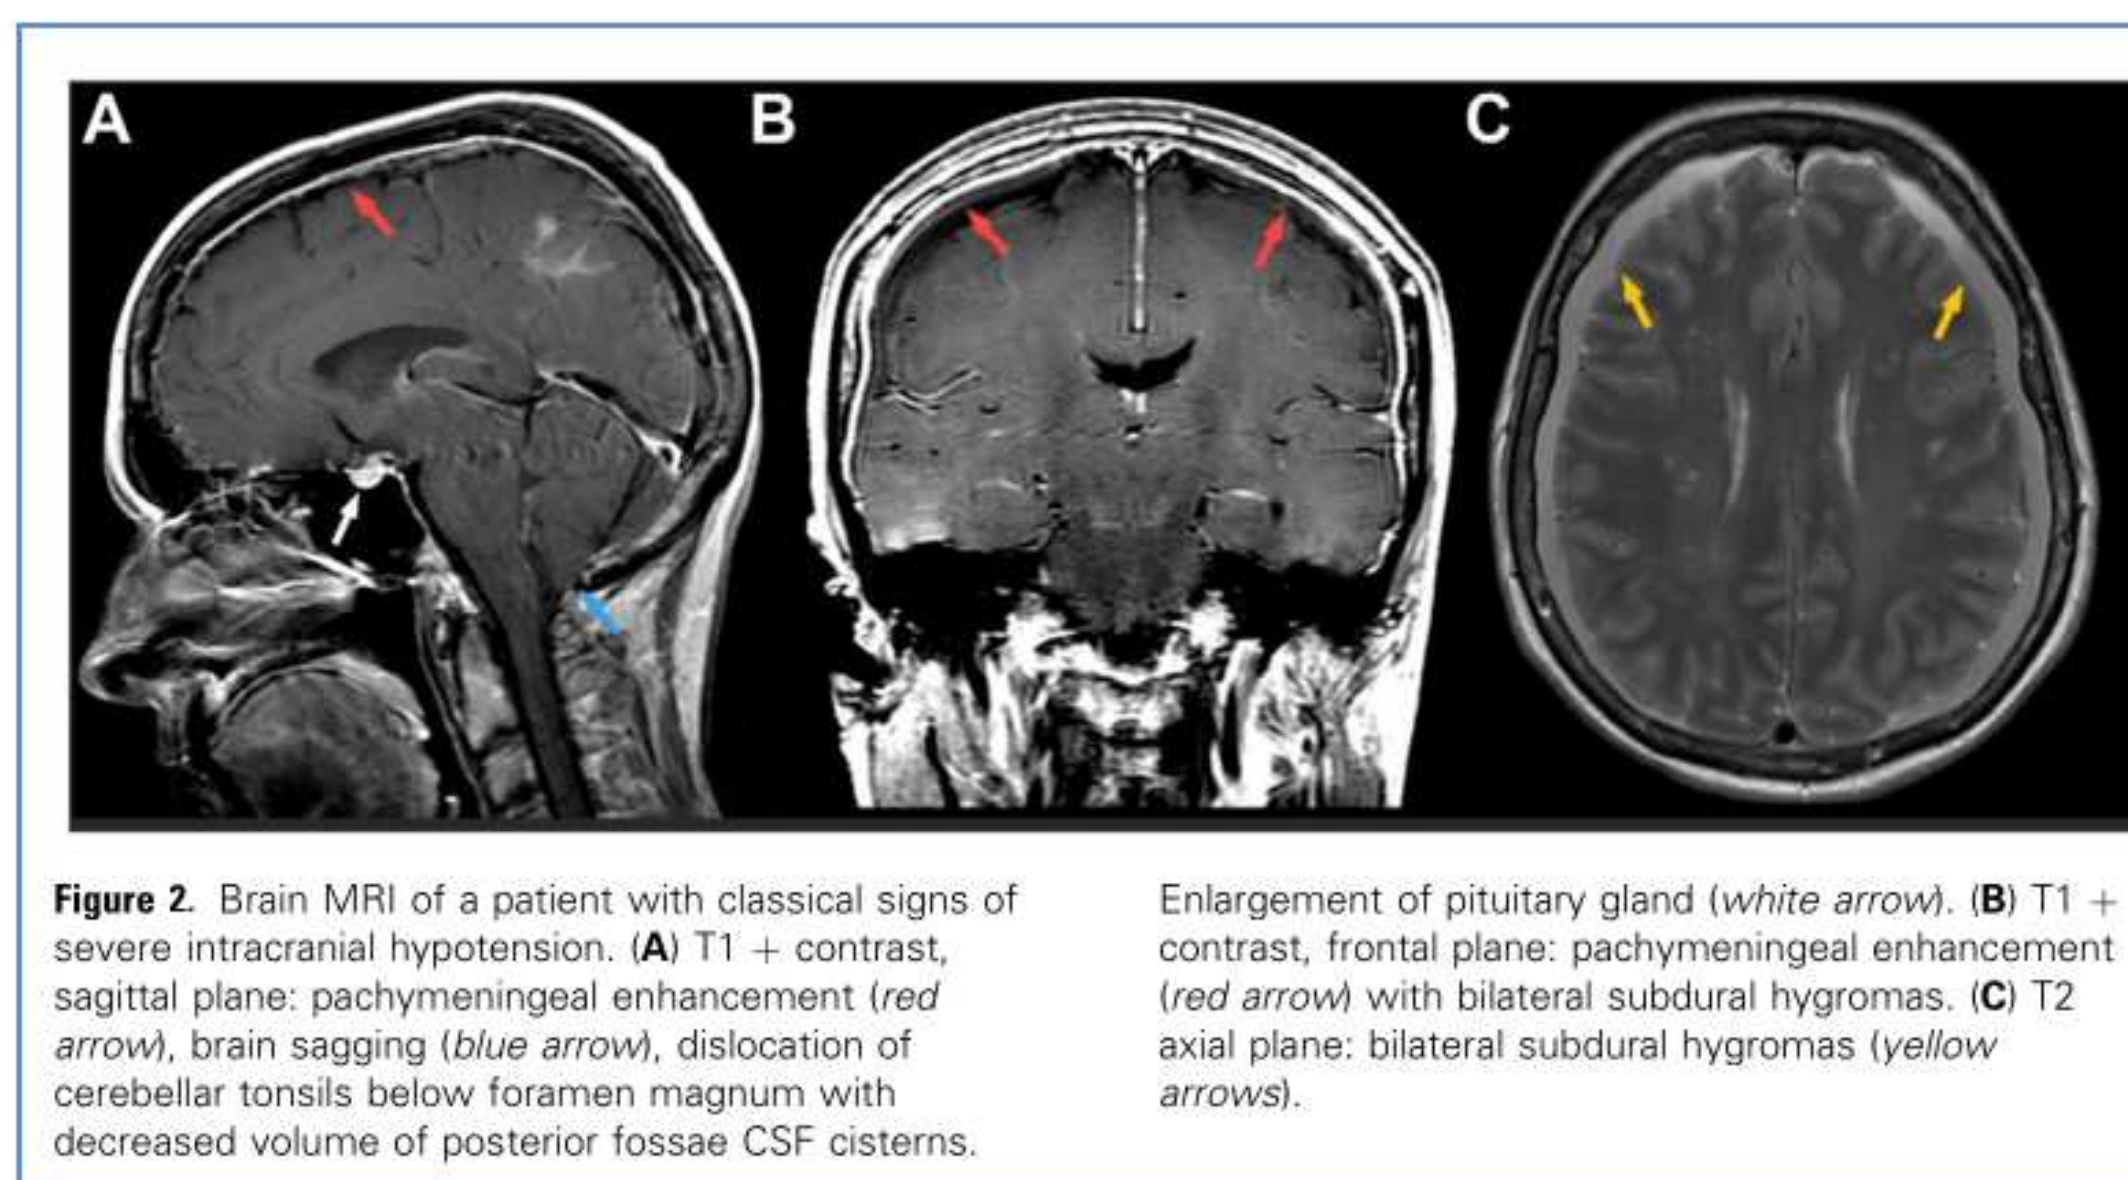 A
B
C
Figure 2. Brain MRI of a patient with classical signs of
severe intracranial hypotension. (A) T1 + contrast,
sagittal plane: pachymeningeal enhancement (red
arrow), brain sagging (blue arrow), dislocation of
cerebellar tonsils below foramen magnum with
decreased volume of posterior fossae CSF cisterns.
Enlargement of pituitary gland (white arrow). (B) T1 +
contrast, frontal plane: pachymeningeal enhancement
(red arrow) with bilateral subdural hygromas. (C) T2
axial plane: bilateral subdural hygromas (yellow
arrows).